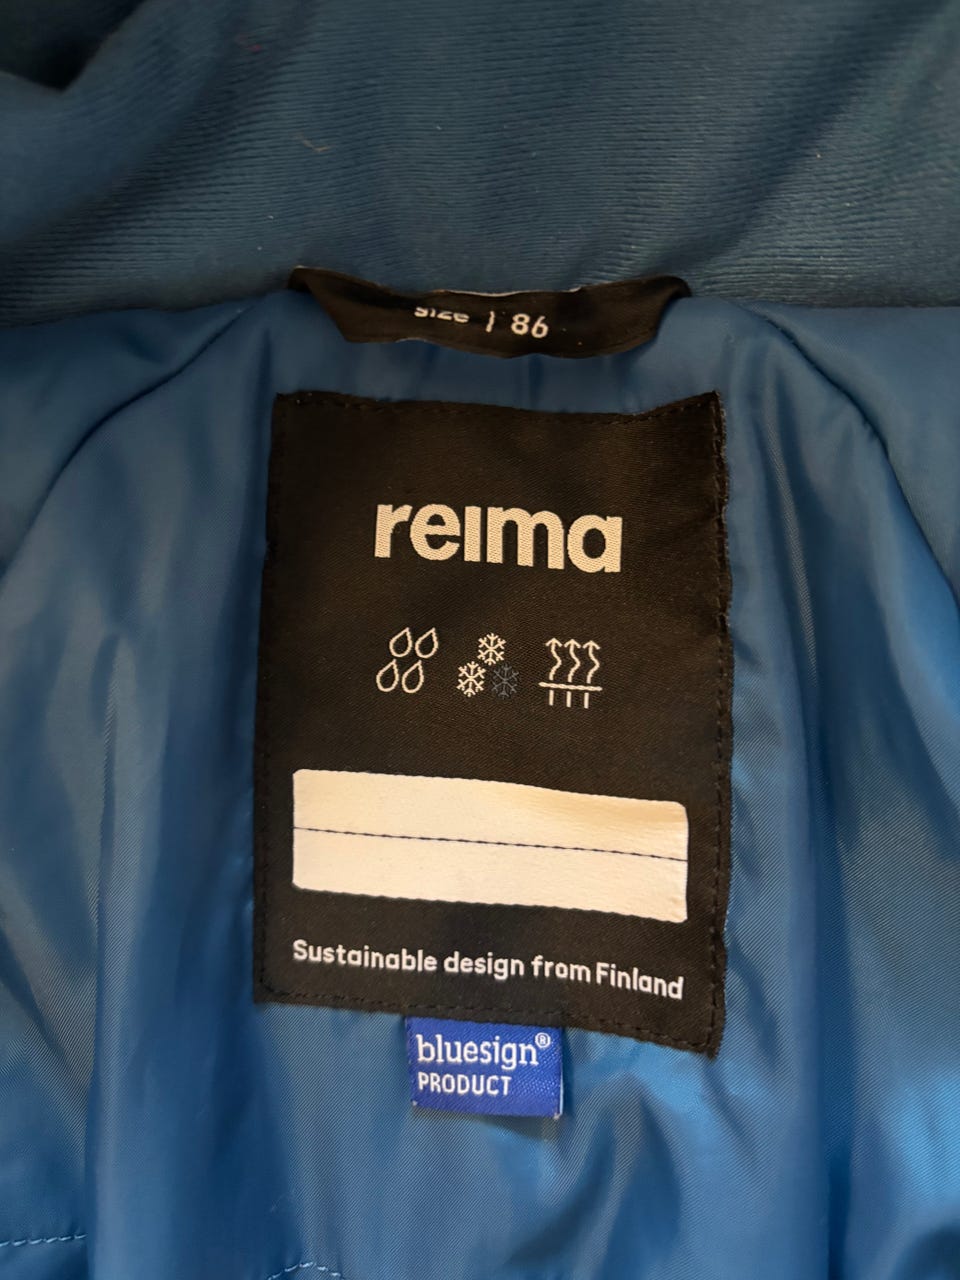 size | 86
reima
Sustainable design from Finland
bluesign®
PRODUCT